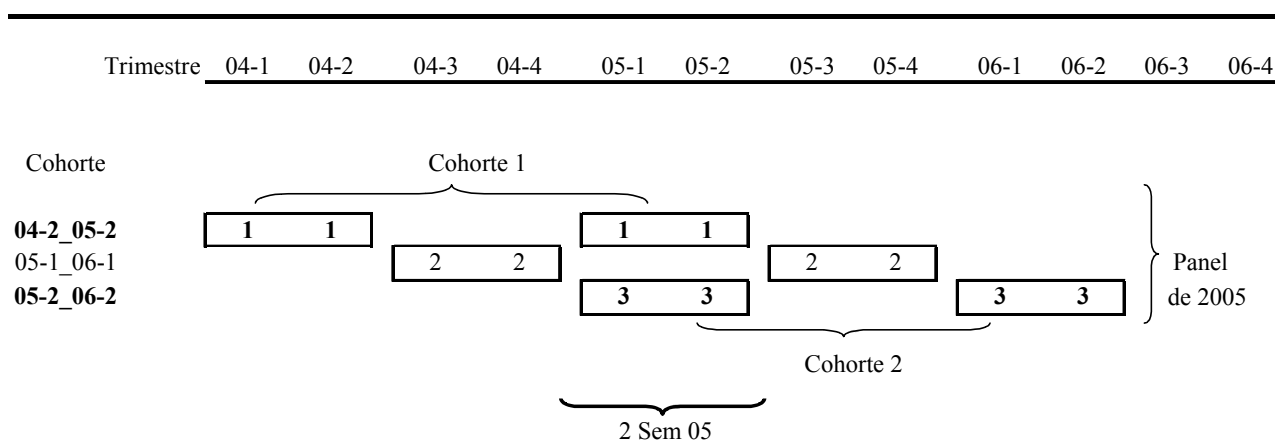 Trimestre 04-1 04-2 04-3 04-4 05-1 05-2 05-3 05-4 06-1 06-2 06-3 06-4
Cohorte Cohorte 1
04-2_05-2 1 1 1 1
05-1_06-1 2 2 2 2 Panel
05-2_06-2 3 3 3 3 de 2005
Cohorte 2
2 Sem 05